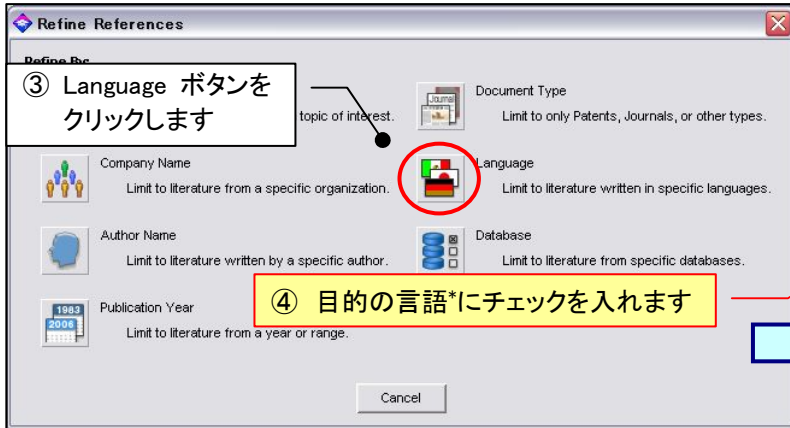 Refine References
Refine By:
③ Language ボタンを
クリックします
topic of interest.
Journal
Document Type
Limit to only Patents, Journals, or other types.
Company Name
Limit to literature from a specific organization.
Language
Limit to literature written in specific languages.
Author Name
Limit to literature written by a specific author.
Database
Limit to literature from specific databases.
④ 目的の言語*にチェックを入れます
1983
2006
Publication Year
Limit to literature from a year or range.
Cancel